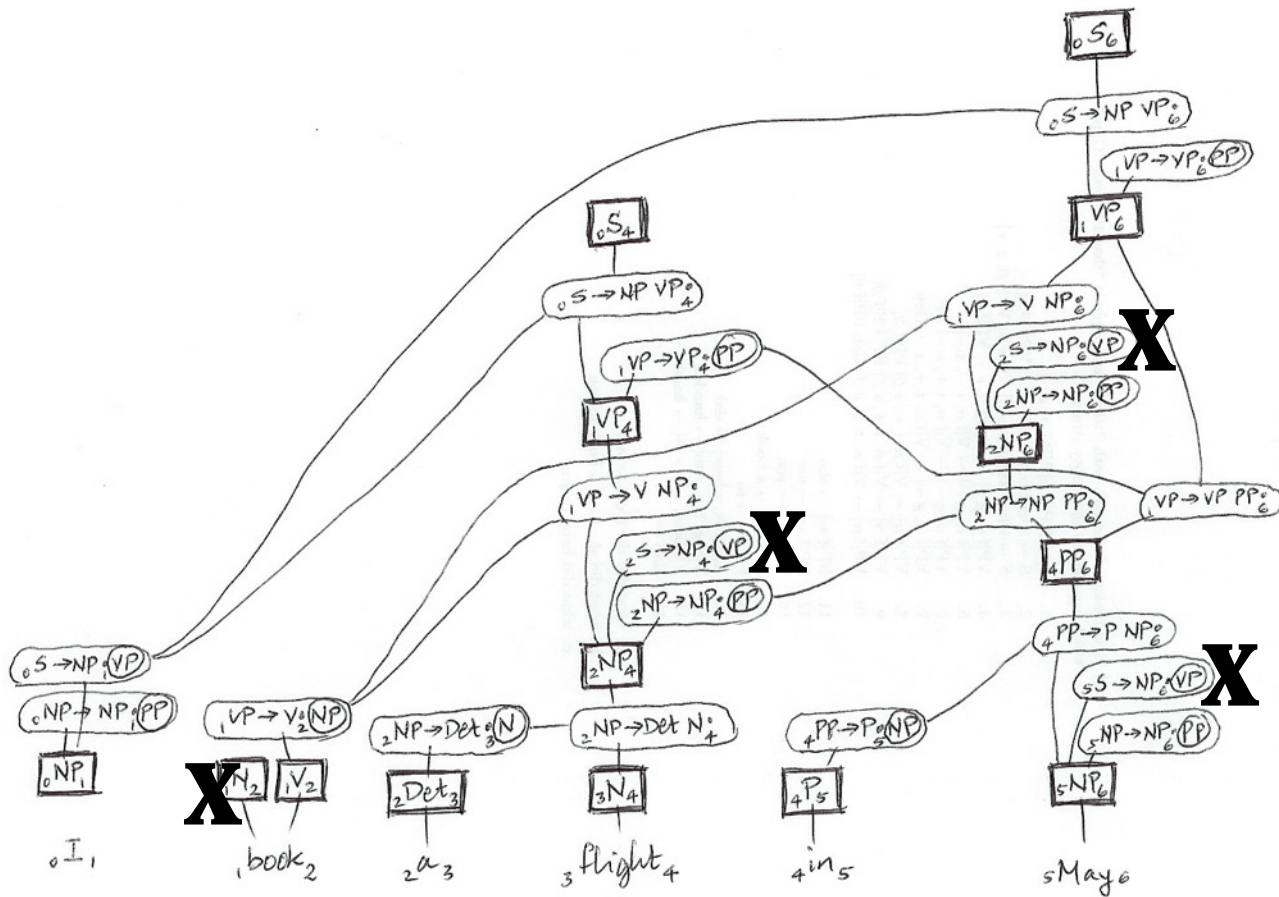 ₀S₆
₀S → NP VP•₆
₁VP → VP•₆ PP
₁VP₆
₀S₄
₀S → NP VP•₄
₁VP → VP•₄ PP
₁VP₄
₁VP → V NP•₆
₂S → NP•₆ VP X
₂NP → NP•₆ PP
₂NP₆
₁VP → V NP•₄
₂NP → NP PP•₆
₁VP → VP PP•₆
₂S → NP•₄ VP X
₄PP₆
₂NP → NP•₄ PP
₂NP₄
₄PP → P NP•₆
₀S → NP•₁ VP
₅S → NP•₆ VP X
₀NP → NP•₁ PP
₁VP → V•₂ NP
₂NP → Det•₃ N
₂NP → Det N•₄
₄PP → P•₅ NP
₅NP → NP•₆ PP
₀NP₁
X ₁N₂
₁V₂
₂Det₃
₃N₄
₄P₅
₅NP₆
₀I₁ ₁book₂ ₂a₃ ₃flight₄ ₄in₅ ₅May₆